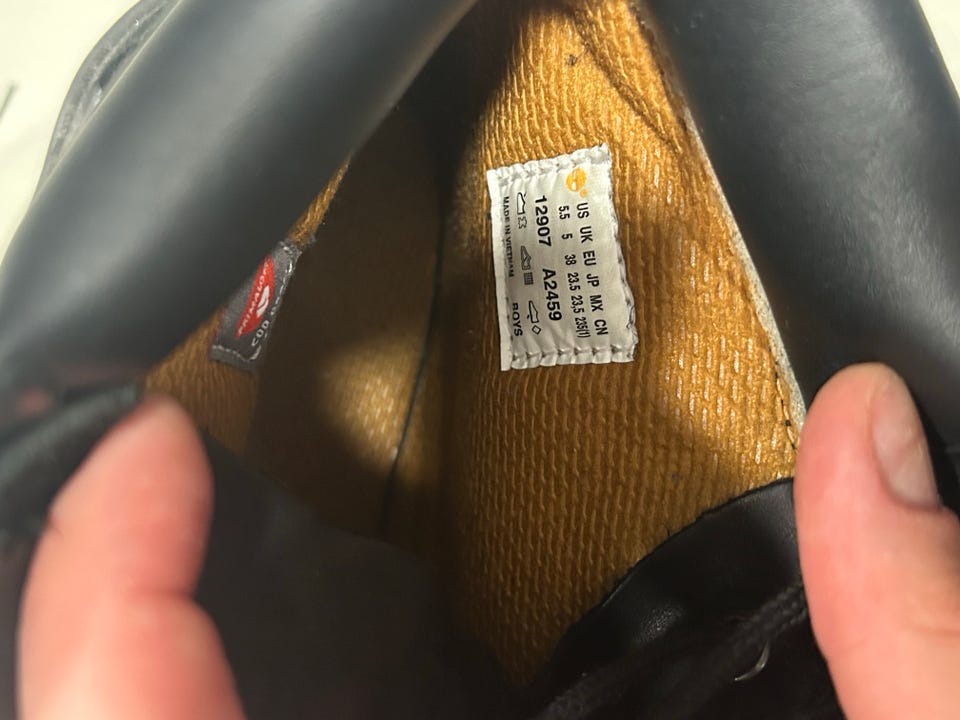 US UK EU JP MX CN
5.5 5 38 23.5 23,5 235(1)
12907 A2459
MADE IN VIETNAM BOYS